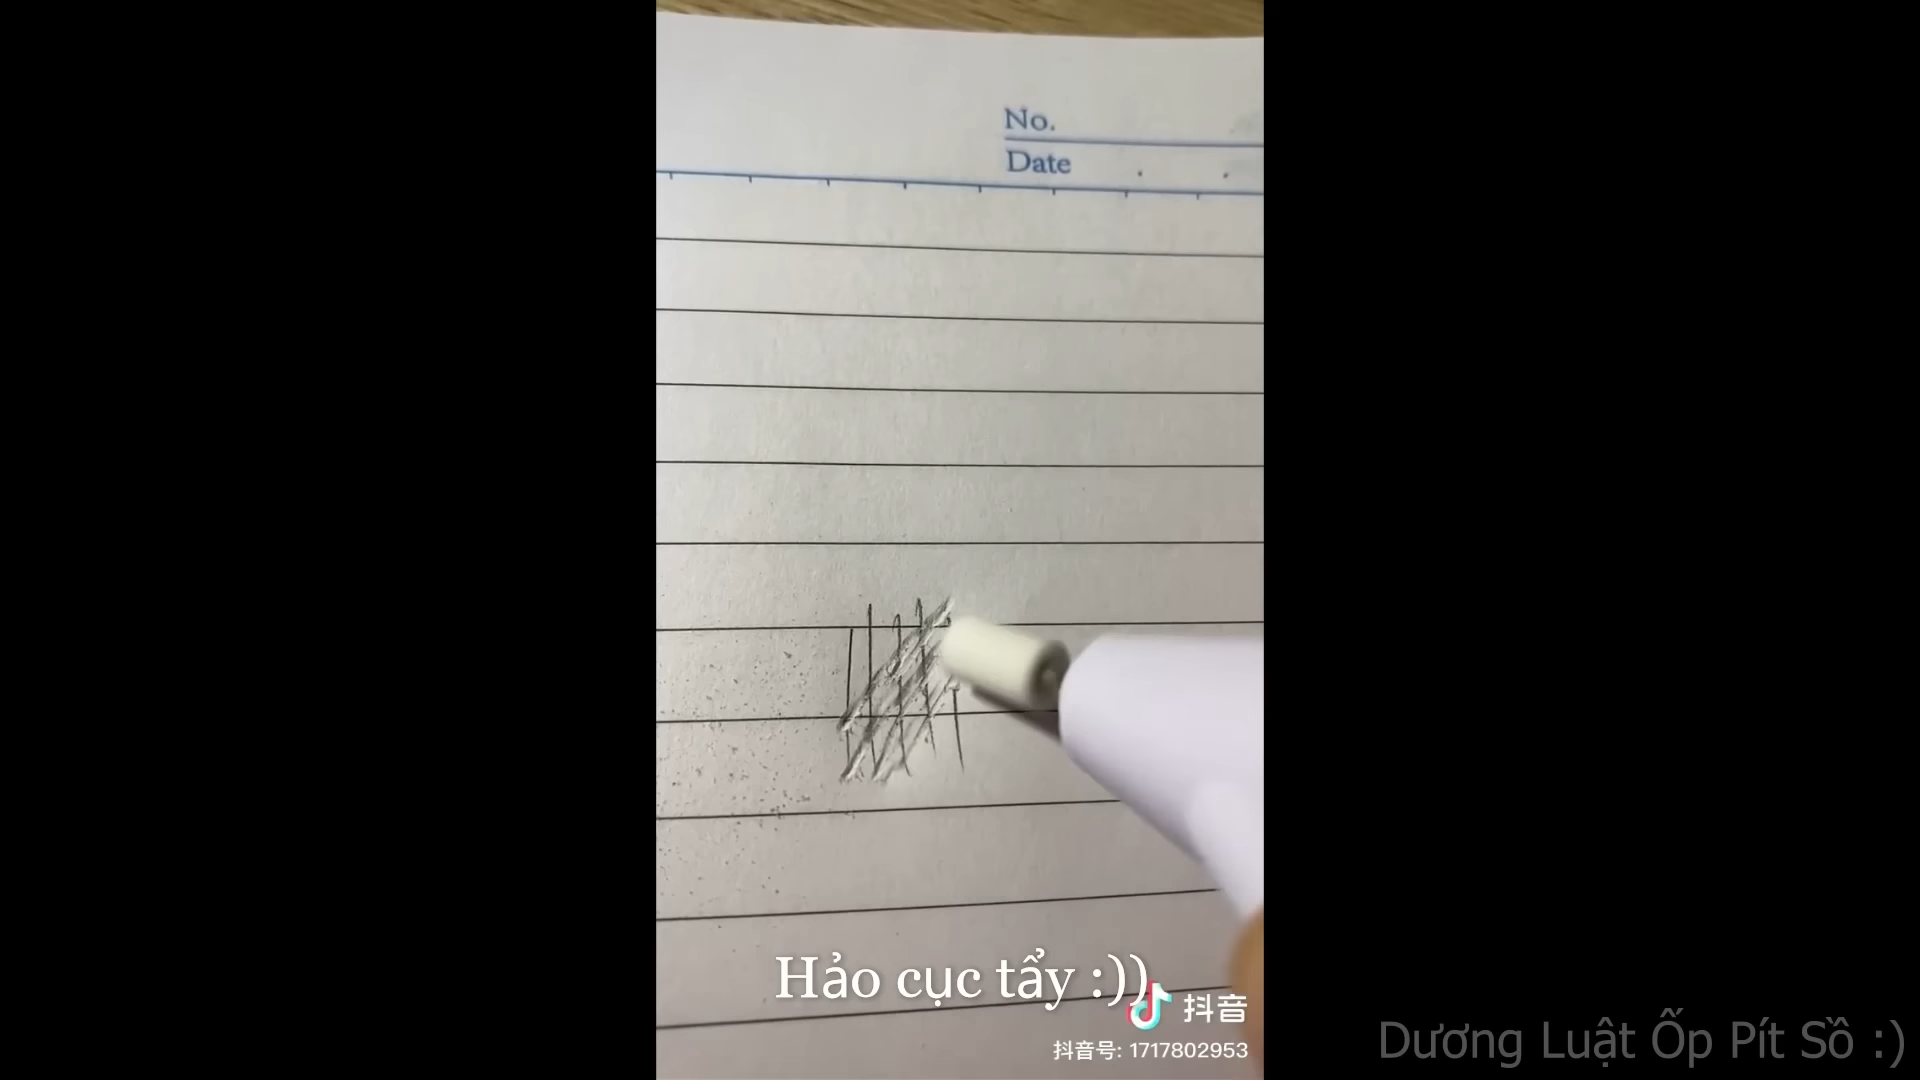 No.
Date
Hảo cục tẩy :))
抖音
抖音号: 1717802953
Dương Luật Ốp Pít Sồ :)